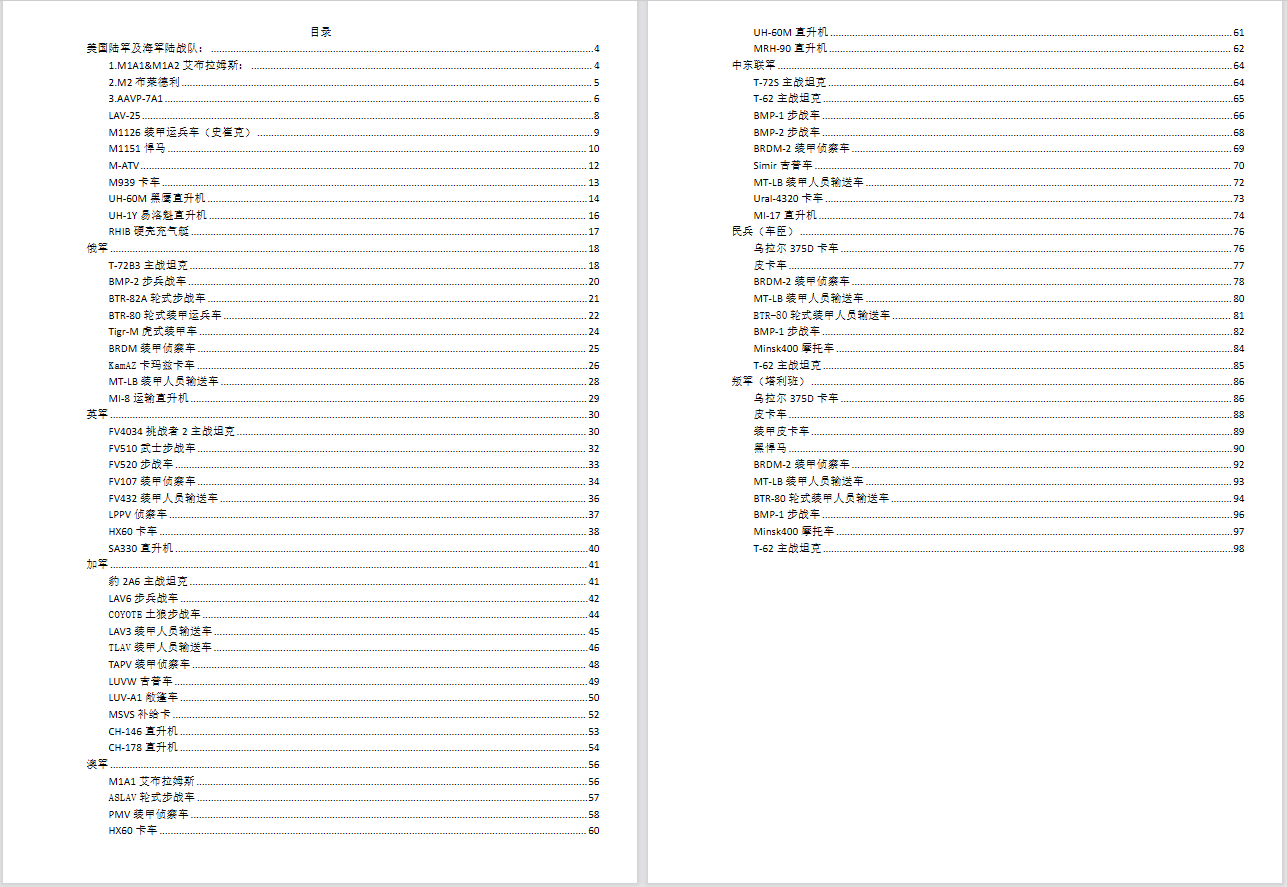 目录
美国陆军及海军陆战队： 4
1.M1A1&M1A2 艾布拉姆斯： 4
2.M2 布莱德利 5
3.AAVP-7A1 6
LAV-25 8
M1126 装甲运兵车（史崔克） 9
M1151 悍马 10
M-ATV 12
M939 卡车 13
UH-60M 黑鹰直升机 14
UH-1Y 易洛魁直升机 16
RHIB 硬壳充气艇 17
俄军 18
T-72B3 主战坦克 18
BMP-2 步兵战车 20
BTR-82A 轮式步战车 21
BTR-80 轮式装甲运兵车 22
Tigr-M 虎式装甲车 24
BRDM 装甲侦察车 25
KamAZ 卡玛兹卡车 26
MT-LB 装甲人员输送车 28
MI-8 运输直升机 29
英军 30
FV4034 挑战者 2 主战坦克 30
FV510 武士步战车 32
FV520 步战车 33
FV107 装甲侦察车 34
FV432 装甲人员输送车 36
LPPV 侦察车 37
HX60 卡车 38
SA330 直升机 40
加军 41
豹 2A6 主战坦克 41
LAV6 步兵战车 42
COYOTE 土狼步战车 44
LAV3 装甲人员输送车 45
TLAV 装甲人员输送车 46
TAPV 装甲侦察车 48
LUVW 吉普车 49
LUV-A1 敞篷车 50
MSVS 补给卡 52
CH-146 直升机 53
CH-178 直升机 54
澳军 56
M1A1 艾布拉姆斯 56
ASLAV 轮式步战车 57
PMV 装甲侦察车 58
HX60 卡车 60
UH-60M 直升机 61
MRH-90 直升机 62
中东联军 64
T-72S 主战坦克 64
T-62 主战坦克 65
BMP-1 步战车 66
BMP-2 步战车 68
BRDM-2 装甲侦察车 69
Simir 吉普车 70
MT-LB 装甲人员输送车 72
Ural-4320 卡车 73
MI-17 直升机 74
民兵（车臣） 76
乌拉尔 375D 卡车 76
皮卡车 77
BRDM-2 装甲侦察车 78
MT-LB 装甲人员输送车 80
BTR-80 轮式装甲人员输送车 81
BMP-1 步战车 82
Minsk400 摩托车 84
T-62 主战坦克 85
叛军（塔利班） 86
乌拉尔 375D 卡车 86
皮卡车 88
装甲皮卡车 89
黑悍马 90
BRDM-2 装甲侦察车 92
MT-LB 装甲人员输送车 93
BTR-80 轮式装甲人员输送车 94
BMP-1 步战车 96
Minsk400 摩托车 97
T-62 主战坦克 98